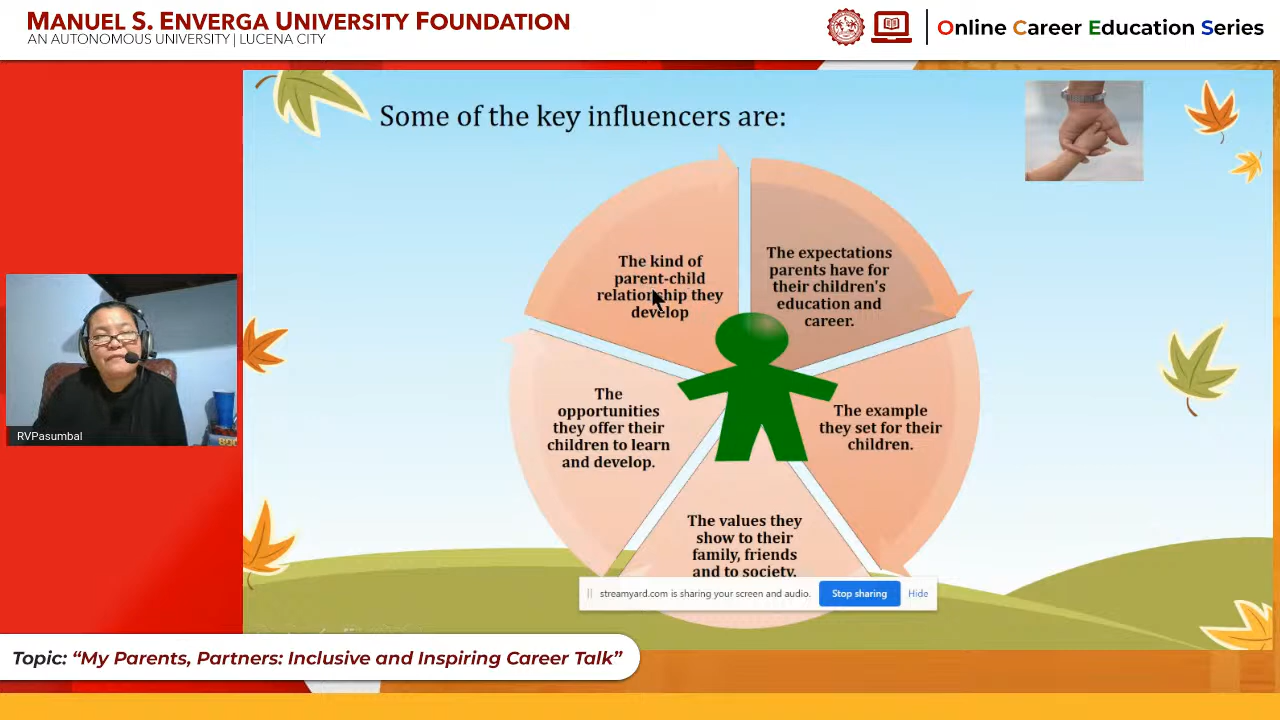 MANUEL S. ENVERGA UNIVERSITY FOUNDATION
AN AUTONOMOUS UNIVERSITY | LUCENA CITY
Online Career Education Series
Some of the key influencers are:
The kind of
parent-child
relationship they
develop
The expectations
parents have for
their children's
education and
career.
The
opportunities
they offer their
children to learn
and develop.
The example
they set for their
children.
The values they
show to their
family, friends
and to society.
streamyard.com is sharing your screen and audio.
Stop sharing
Hide
RVPasumbal
Topic: “My Parents, Partners: Inclusive and Inspiring Career Talk”